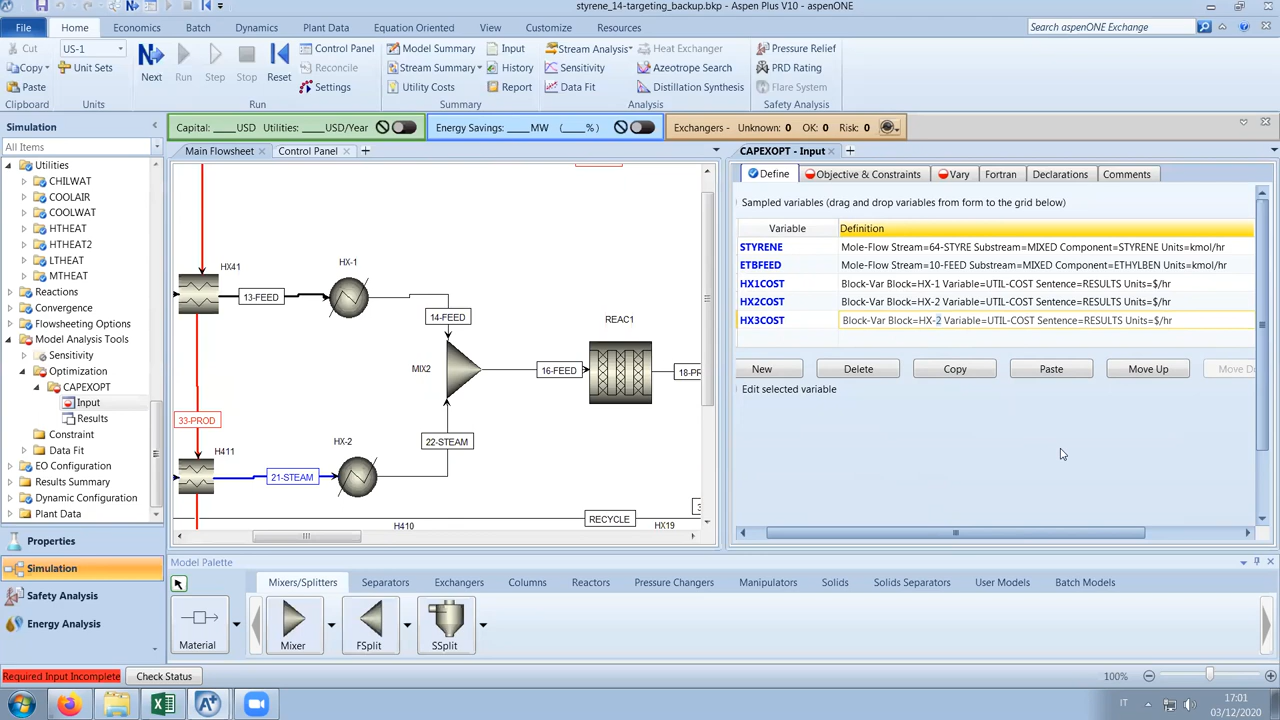 styrene_14-targeting_backup.bkp - Aspen Plus V10 - aspenONE
File Home Economics Batch Dynamics Plant Data Equation Oriented View Customize Resources
Search aspenONE Exchange
Cut US-1 Control Panel Model Summary Input Stream Analysis Heat Exchanger Pressure Relief
Copy Unit Sets Next Run Step Stop Reset Reconcile Stream Summary History Sensitivity Azeotrope Search PRD Rating
Paste Settings Utility Costs Report Data Fit Distillation Synthesis Flare System
Clipboard Units Run Summary Analysis Safety Analysis
Simulation
Capital: ____USD Utilities: ____USD/Year
Energy Savings: ____MW (____%)
Exchangers - Unknown: 0 OK: 0 Risk: 0
All Items
Main Flowsheet Control Panel
CAPEXOPT - Input
Utilities
CHILWAT
COOLAIR
COOLWAT
HTHEAT
HTHEAT2
LTHEAT
MTHEAT
Reactions
Convergence
Flowsheeting Options
Model Analysis Tools
Sensitivity
Optimization
CAPEXOPT
Input
Results
Constraint
Data Fit
EO Configuration
Results Summary
Dynamic Configuration
Plant Data
Properties
Simulation
Safety Analysis
Energy Analysis
HX41
HX-1
13-FEED
14-FEED
REAC1
MIX2
16-FEED
18-PR
33-PROD
HX-2
22-STEAM
H411
21-STEAM
RECYCLE
H410
HX19
3
Define Objective & Constraints Vary Fortran Declarations Comments
Sampled variables (drag and drop variables from form to the grid below)
Variable Definition
STYRENE Mole-Flow Stream=64-STYRE Substream=MIXED Component=STYRENE Units=kmol/hr
ETBFEED Mole-Flow Stream=10-FEED Substream=MIXED Component=ETHYLBEN Units=kmol/hr
HX1COST Block-Var Block=HX-1 Variable=UTIL-COST Sentence=RESULTS Units=$/hr
HX2COST Block-Var Block=HX-2 Variable=UTIL-COST Sentence=RESULTS Units=$/hr
HX3COST Block-Var Block=HX-2 Variable=UTIL-COST Sentence=RESULTS Units=$/hr
New Delete Copy Paste Move Up Move De
Edit selected variable
Model Palette
Mixers/Splitters Separators Exchangers Columns Reactors Pressure Changers Manipulators Solids Solids Separators User Models Batch Models
Material Mixer FSplit SSplit
Required Input Incomplete Check Status
100%
IT
17:01
03/12/2020